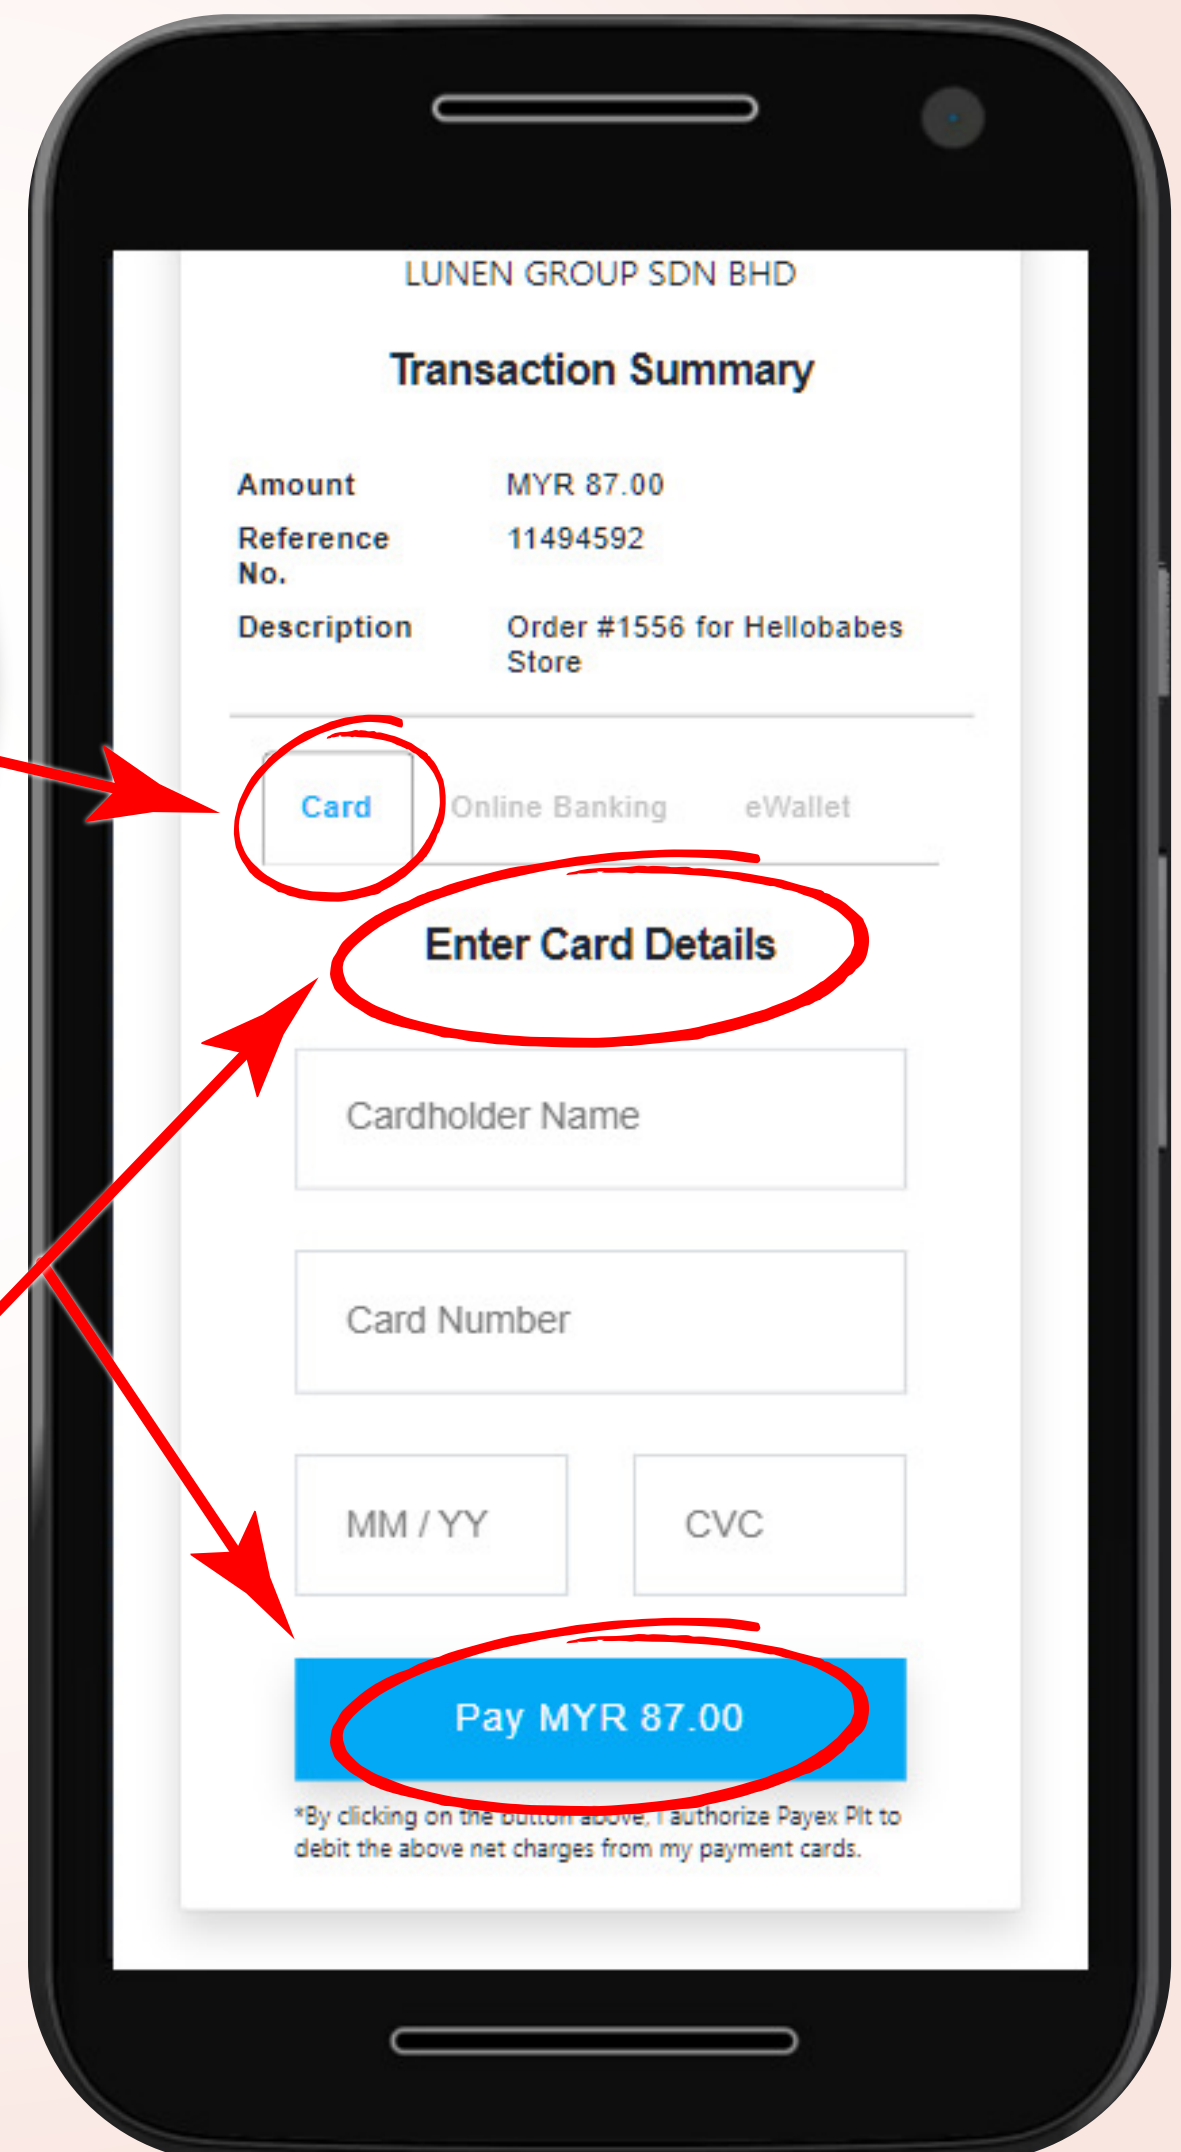 LUNEN GROUP SDN BHD
Transaction Summary
Amount MYR 87.00
Reference 11494592
No.
Description Order #1556 for Hellobabes
Store
Card Online Banking eWallet
Enter Card Details
Cardholder Name
Card Number
MM / YY CVC
Pay MYR 87.00
*By clicking on the button above, I authorize Payex Plt to
debit the above net charges from my payment cards.